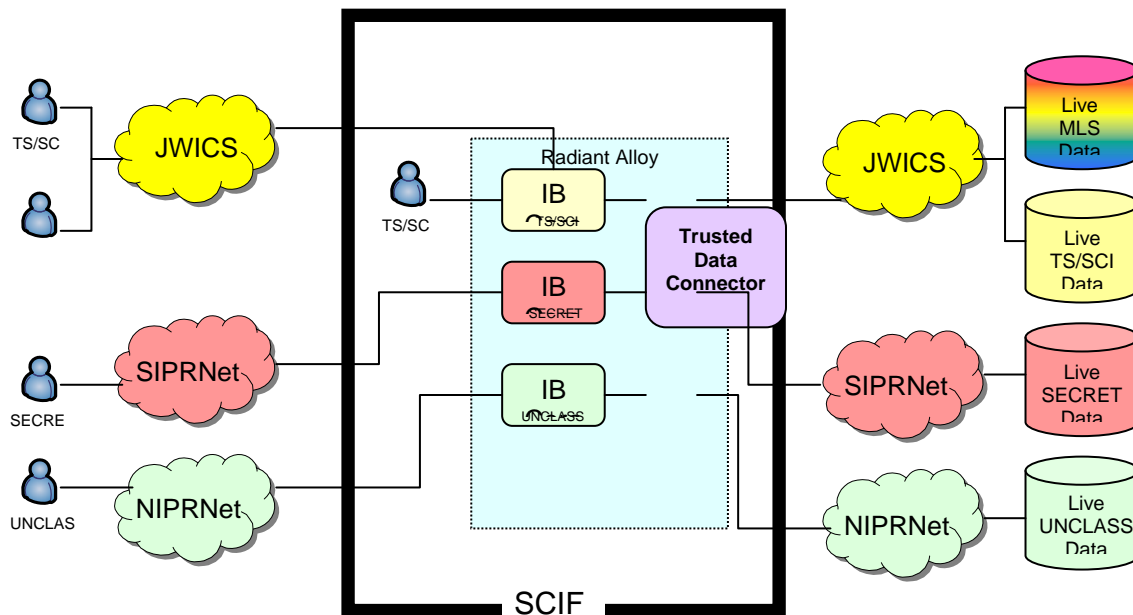 TS/SC
JWICS
SECRE
SIPRNet
UNCLAS
NIPRNet
TS/SC
Radiant Alloy
IB
TS/SCI
IB
SECRET
IB
UNCLASS
Trusted
Data
Connector
SCIF
JWICS
SIPRNet
NIPRNet
Live
MLS
Data
Live
TS/SCI
Data
Live
SECRET
Data
Live
UNCLASS
Data